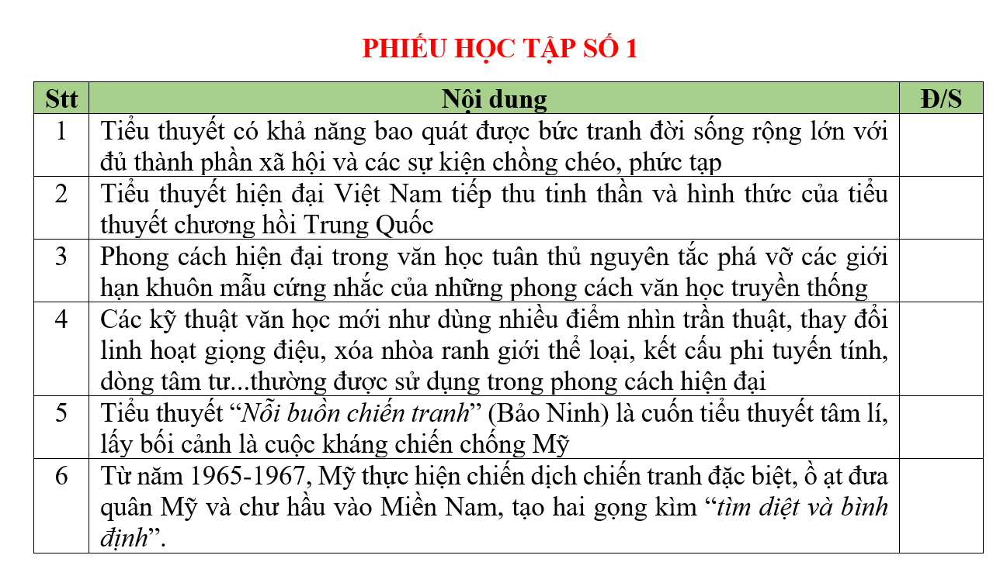 PHIẾU HỌC TẬP SỐ 1
Stt Nội dung Đ/S
1 Tiểu thuyết có khả năng bao quát được bức tranh đời sống rộng lớn với
đủ thành phần xã hội và các sự kiện chồng chéo, phức tạp
2 Tiểu thuyết hiện đại Việt Nam tiếp thu tinh thần và hình thức của tiểu
thuyết chương hồi Trung Quốc
3 Phong cách hiện đại trong văn học tuân thủ nguyên tắc phá vỡ các giới
hạn khuôn mẫu cứng nhắc của những phong cách văn học truyền thống
4 Các kỹ thuật văn học mới như dùng nhiều điểm nhìn trần thuật, thay đổi
linh hoạt giọng điệu, xóa nhòa ranh giới thể loại, kết cấu phi tuyến tính,
dòng tâm tư...thường được sử dụng trong phong cách hiện đại
5 Tiểu thuyết “Nỗi buồn chiến tranh” (Bảo Ninh) là cuốn tiểu thuyết tâm lí,
lấy bối cảnh là cuộc kháng chiến chống Mỹ
6 Từ năm 1965-1967, Mỹ thực hiện chiến dịch chiến tranh đặc biệt, ồ ạt đưa
quân Mỹ và chư hầu vào Miền Nam, tạo hai gọng kìm “tìm diệt và bình
định”.